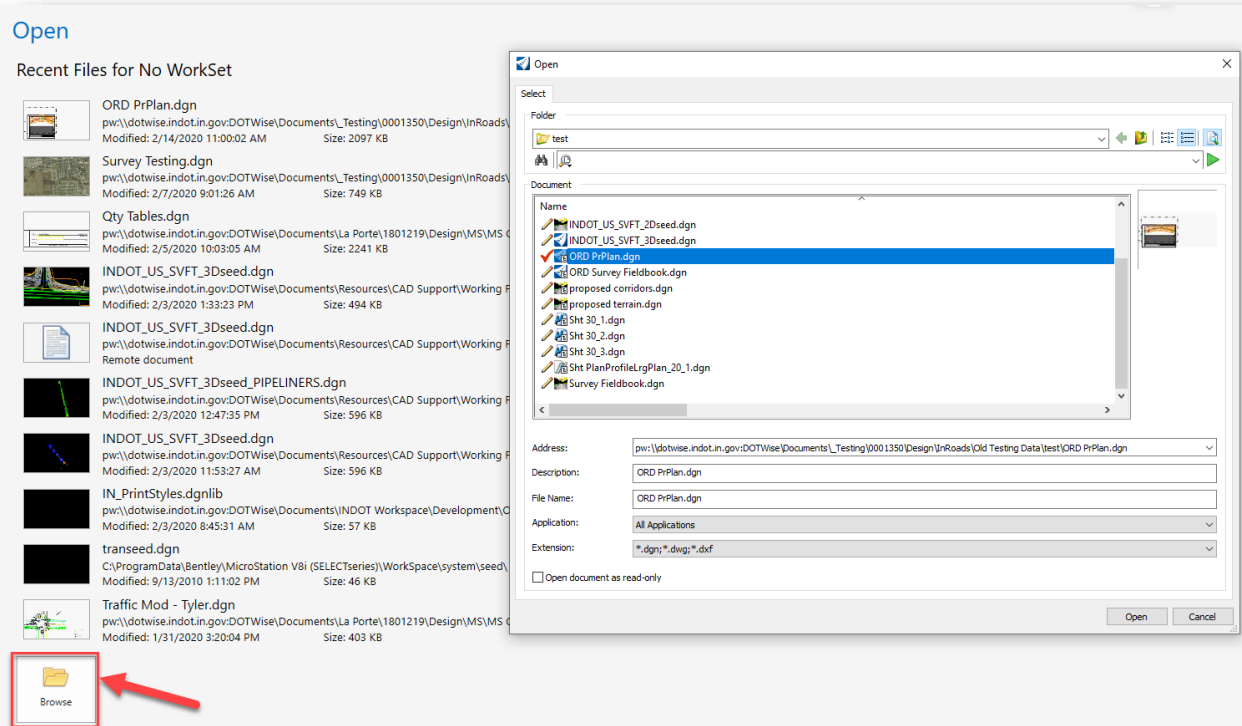 Open
Recent Files for No WorkSet
ORD PrPlan.dgn
pw:\\dotwise.indot.in.gov:DOTWise\Documents\_Testing\0001350\Design\InRoads\
Modified: 2/14/2020 11:00:02 AM Size: 2097 KB
Survey Testing.dgn
pw:\\dotwise.indot.in.gov:DOTWise\Documents\_Testing\0001350\Design\InRoads\
Modified: 2/7/2020 9:01:26 AM Size: 749 KB
Qty Tables.dgn
pw:\\dotwise.indot.in.gov:DOTWise\Documents\La Porte\1801219\Design\MS\MS C
Modified: 2/5/2020 10:03:05 AM Size: 2241 KB
INDOT_US_SVFT_3Dseed.dgn
pw:\\dotwise.indot.in.gov:DOTWise\Documents\Resources\CAD Support\Working F
Modified: 2/3/2020 1:33:23 PM Size: 494 KB
INDOT_US_SVFT_3Dseed.dgn
pw:\\dotwise.indot.in.gov:DOTWise\Documents\Resources\CAD Support\Working F
Remote document
INDOT_US_SVFT_3Dseed_PIPELINERS.dgn
pw:\\dotwise.indot.in.gov:DOTWise\Documents\Resources\CAD Support\Working F
Modified: 2/3/2020 12:47:35 PM Size: 596 KB
INDOT_US_SVFT_3Dseed.dgn
pw:\\dotwise.indot.in.gov:DOTWise\Documents\Resources\CAD Support\Working F
Modified: 2/3/2020 11:53:27 AM Size: 596 KB
IN_PrintStyles.dgnlib
pw:\\dotwise.indot.in.gov:DOTWise\Documents\INDOT Workspace\Development\C
Modified: 2/3/2020 8:45:31 AM Size: 57 KB
transeed.dgn
C:\ProgramData\Bentley\MicroStation V8i (SELECTseries)\WorkSpace\system\seed\
Modified: 9/13/2010 1:11:02 PM Size: 46 KB
Traffic Mod - Tyler.dgn
pw:\\dotwise.indot.in.gov:DOTWise\Documents\La Porte\1801219\Design\MS\MS C
Modified: 1/31/2020 3:20:04 PM Size: 403 KB
Browse
Open
Select
Folder
test
Document
Name
INDOT_US_SVFT_2Dseed.dgn
INDOT_US_SVFT_3Dseed.dgn
ORD PrPlan.dgn
ORD Survey Fieldbook.dgn
proposed corridors.dgn
proposed terrain.dgn
Sht 30_1.dgn
Sht 30_2.dgn
Sht 30_3.dgn
Sht PlanProfileLrgPlan_20_1.dgn
Survey Fieldbook.dgn
Address: pw:\\dotwise.indot.in.gov:DOTWise\Documents\_Testing\0001350\Design\InRoads\Old Testing Data\test\ORD PrPlan.dgn
Description: ORD PrPlan.dgn
File Name: ORD PrPlan.dgn
Application: All Applications
Extension: *.dgn;*.dwg;*.dxf
Open document as read-only
Open Cancel